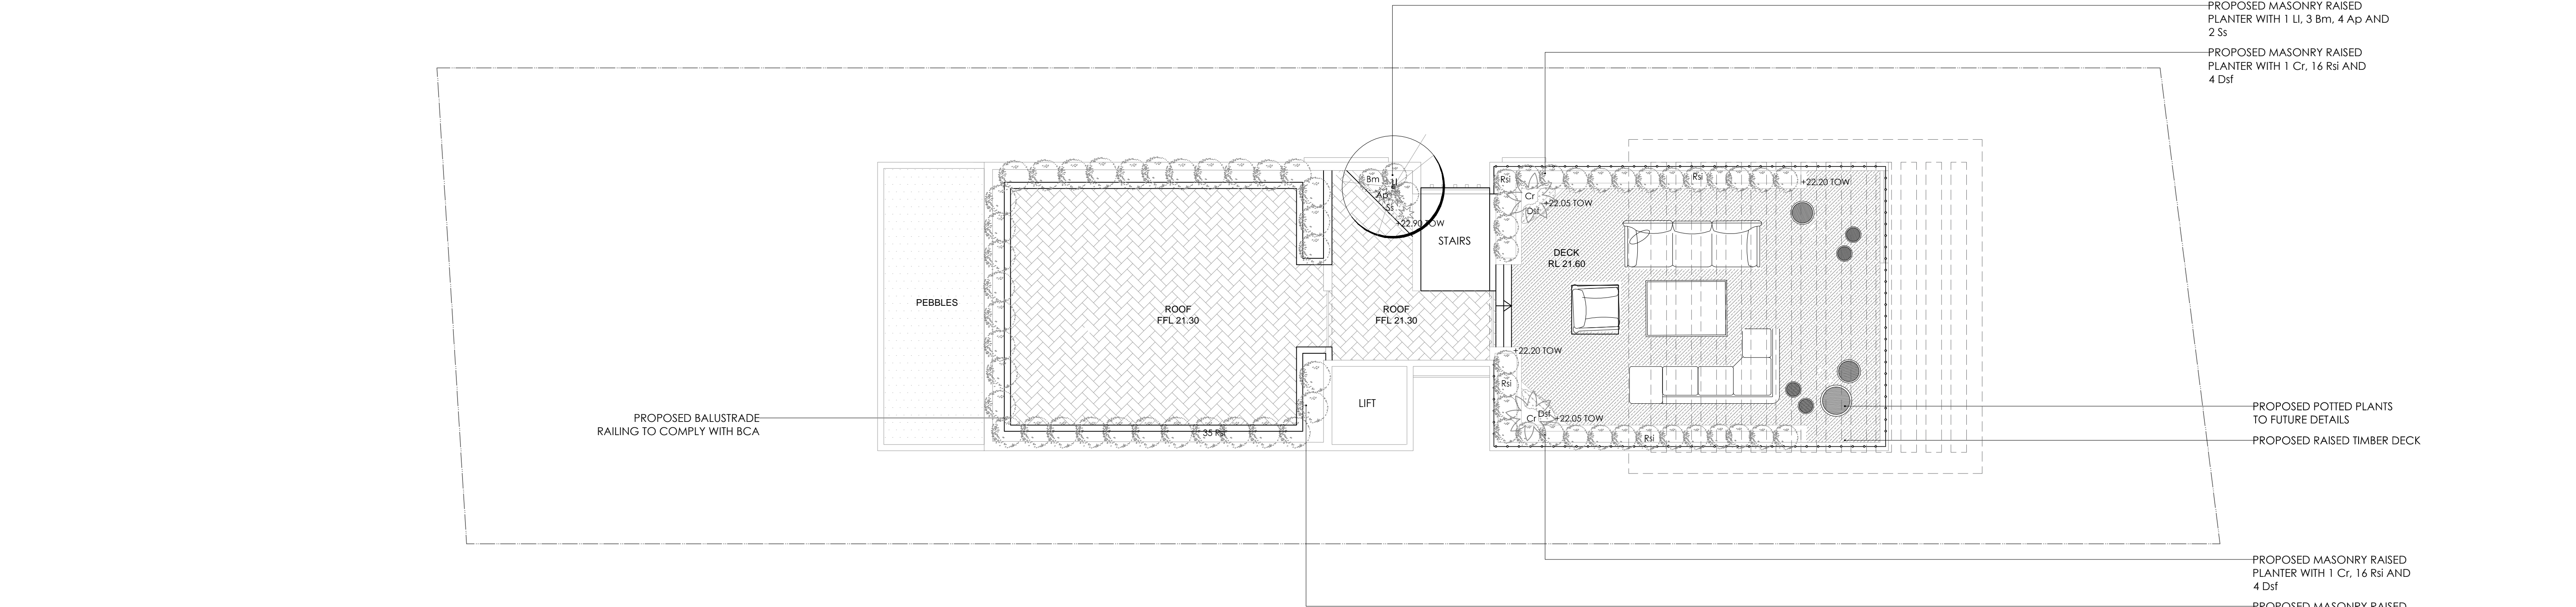 PROPOSED MASONRY RAISED
PLANTER WITH 1 LI, 3 Bm, 4 Ap AND
2 Ss
PROPOSED MASONRY RAISED
PLANTER WITH 1 Cr, 16 Rsi AND
4 Dsf
Bm
LI
Ap
Ss
+22.90 TOW
STAIRS
Rsi
Cr
Dsf
+22.05 TOW
Rsi
+22.20 TOW
DECK
RL 21.60
PEBBLES
ROOF
FFL 21.30
ROOF
FFL 21.30
+22.20 TOW
Rsi
LIFT
Cr
Dsf
+22.05 TOW
Rsi
35 Rsi
PROPOSED BALUSTRADE
RAILING TO COMPLY WITH BCA
PROPOSED POTTED PLANTS
TO FUTURE DETAILS
PROPOSED RAISED TIMBER DECK
PROPOSED MASONRY RAISED
PLANTER WITH 1 Cr, 16 Rsi AND
4 Dsf
PROPOSED MASONRY RAISED